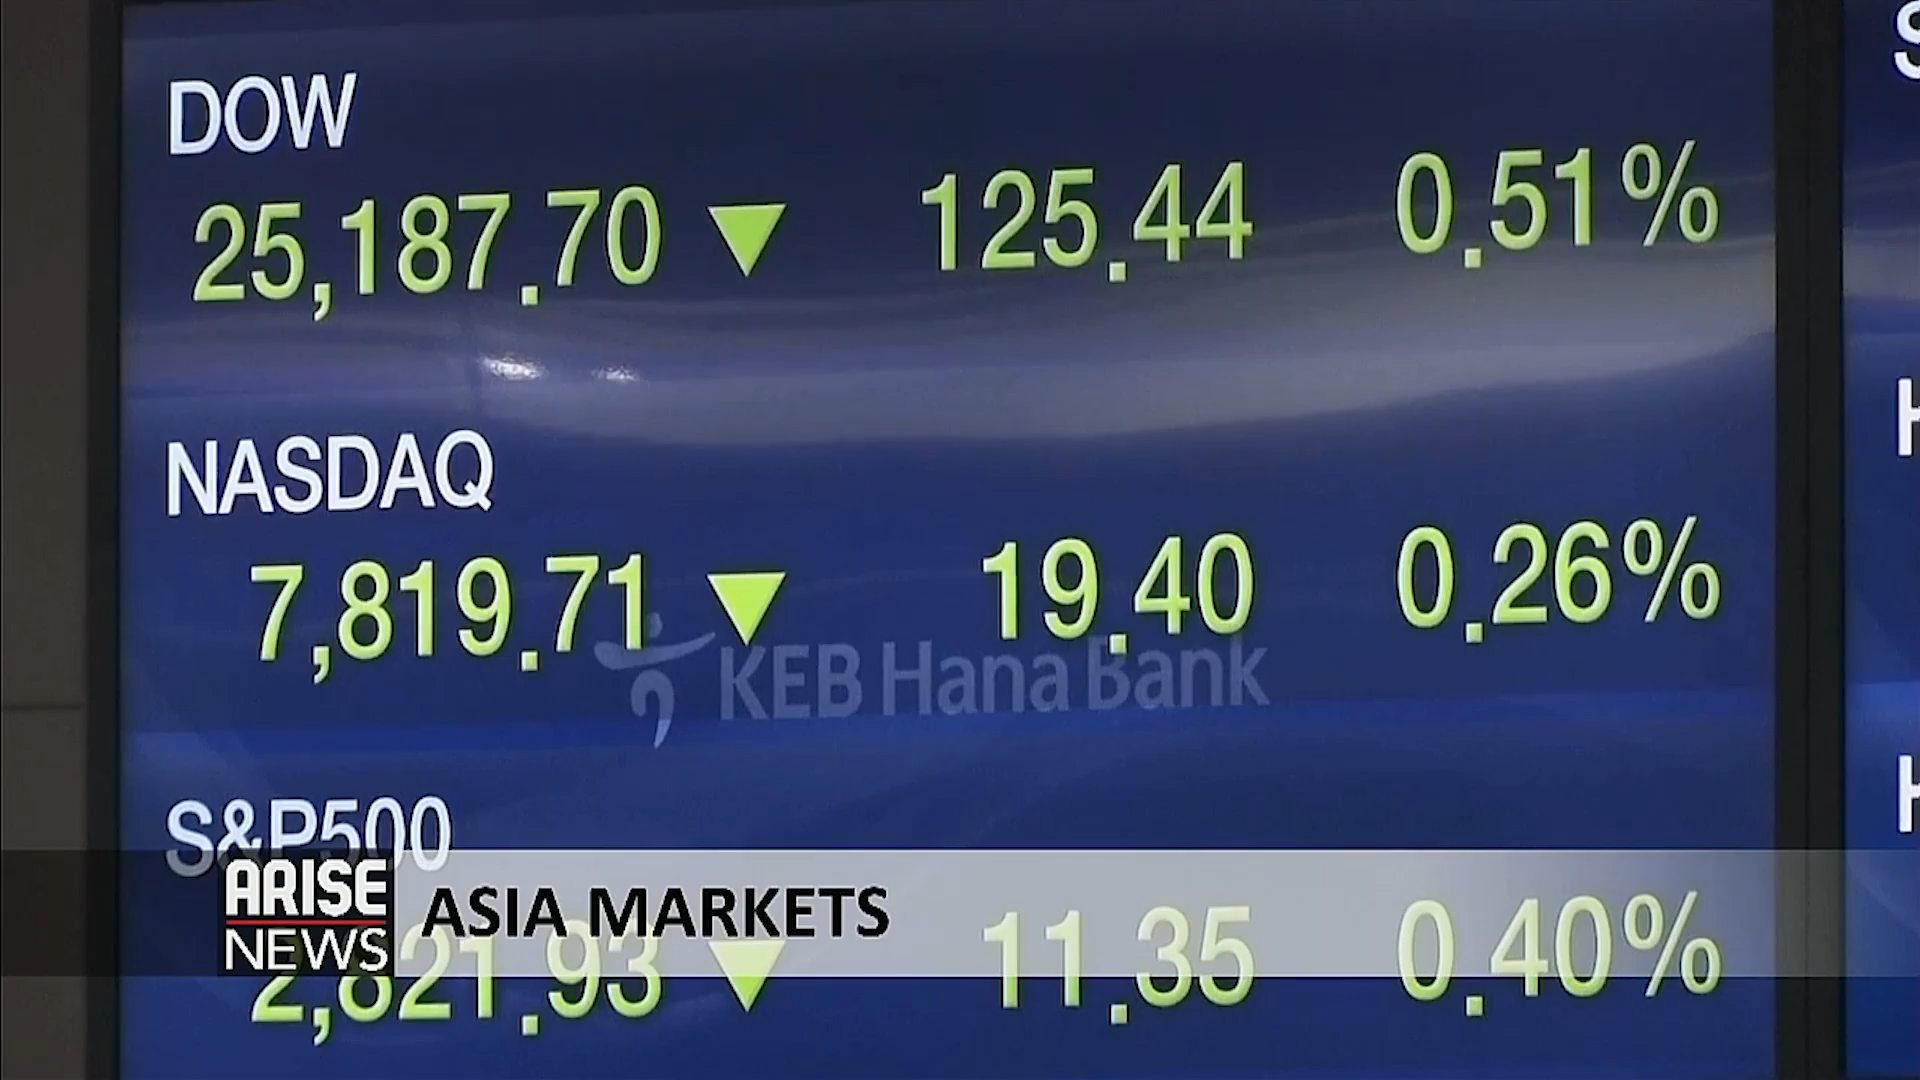 DOW
25,187.70 ▼ 125.44 0.51%
NASDAQ
7,819.71 ▼ 19.40 0.26%
KEB Hana Bank
S&P500
ARISE
NEWS
ASIA MARKETS
2,821.93 ▼ 11.35 0.40%